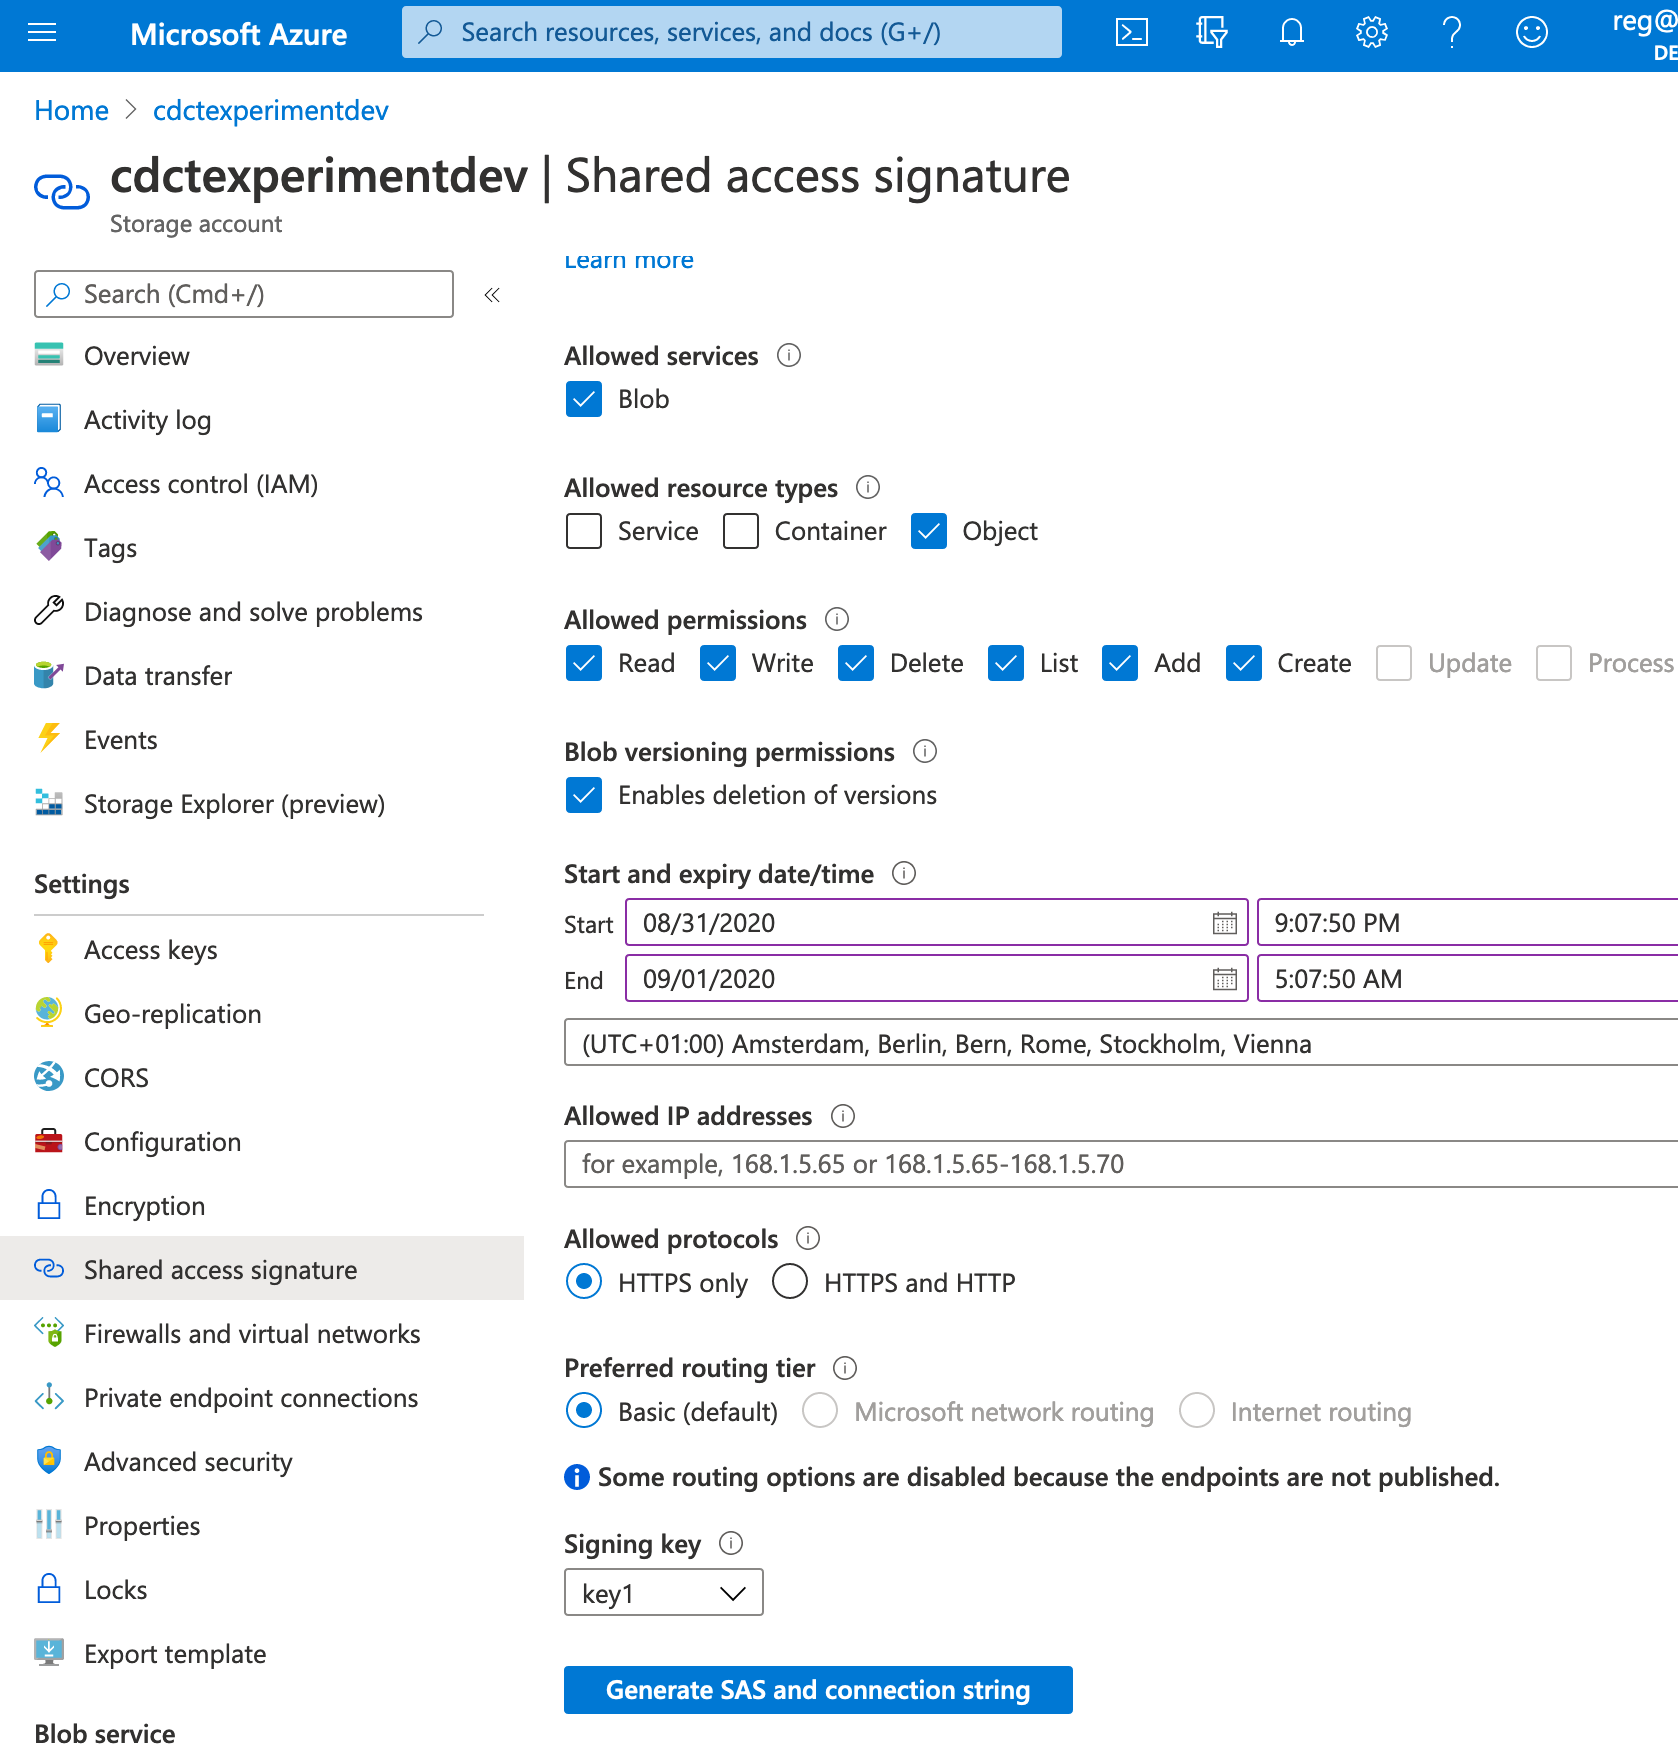 Microsoft Azure
Search resources, services, and docs (G+/)
reg@
DE
Home > cdctexperimentdev
cdctexperimentdev | Shared access signature
Storage account
Search (Cmd+/)
«
Overview
Activity log
Access control (IAM)
Tags
Diagnose and solve problems
Data transfer
Events
Storage Explorer (preview)
Settings
Access keys
Geo-replication
CORS
Configuration
Encryption
Shared access signature
Firewalls and virtual networks
Private endpoint connections
Advanced security
Properties
Locks
Export template
Blob service
Learn more
Allowed services
Blob
Allowed resource types
Service Container Object
Allowed permissions
Read Write Delete List Add Create Update Process
Blob versioning permissions
Enables deletion of versions
Start and expiry date/time
Start 08/31/2020 9:07:50 PM
End 09/01/2020 5:07:50 AM
(UTC+01:00) Amsterdam, Berlin, Bern, Rome, Stockholm, Vienna
Allowed IP addresses
for example, 168.1.5.65 or 168.1.5.65-168.1.5.70
Allowed protocols
HTTPS only HTTPS and HTTP
Preferred routing tier
Basic (default) Microsoft network routing Internet routing
Some routing options are disabled because the endpoints are not published.
Signing key
key1
Generate SAS and connection string